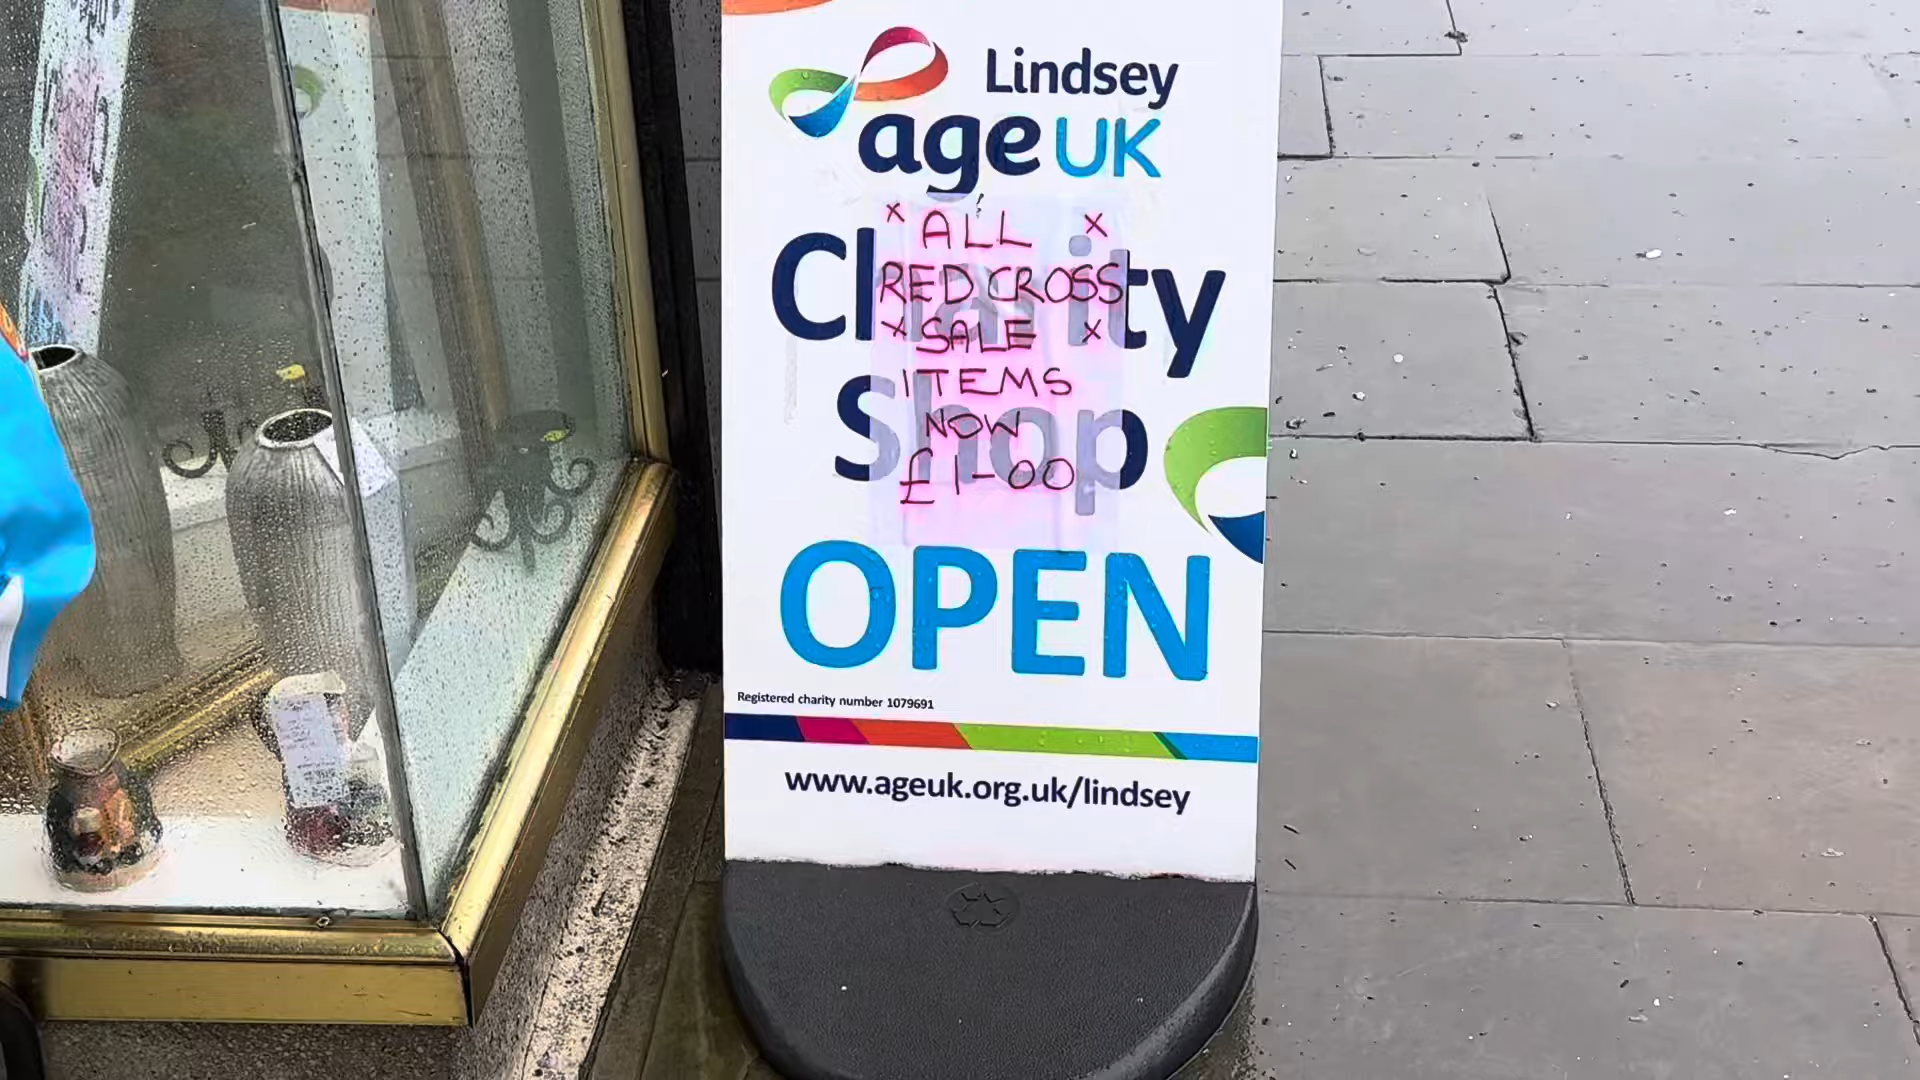 Lindsey
age UK
Charity
Shop
x ALL x
RED CROSS
x SALE x
ITEMS
NOW
£1-00
OPEN
Registered charity number 1079691
www.ageuk.org.uk/lindsey